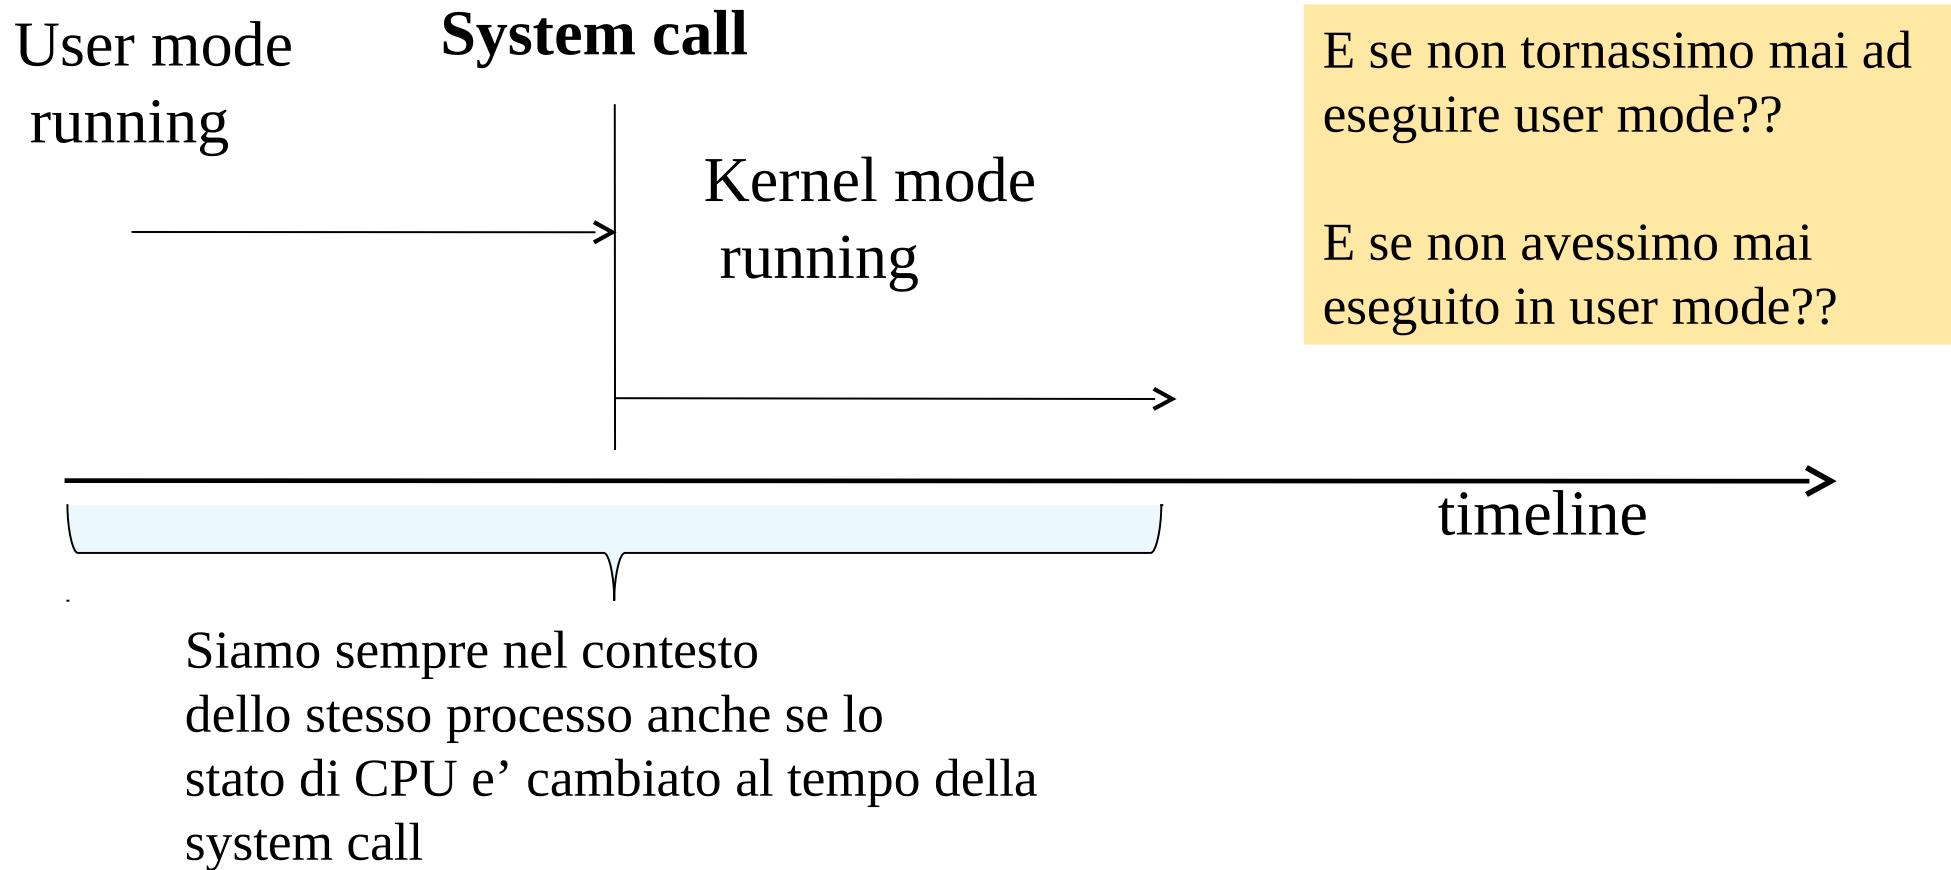 User mode
running
System call
Kernel mode
running
E se non tornassimo mai ad
eseguire user mode??
E se non avessimo mai
eseguito in user mode??
timeline
Siamo sempre nel contesto
dello stesso processo anche se lo
stato di CPU e’ cambiato al tempo della
system call